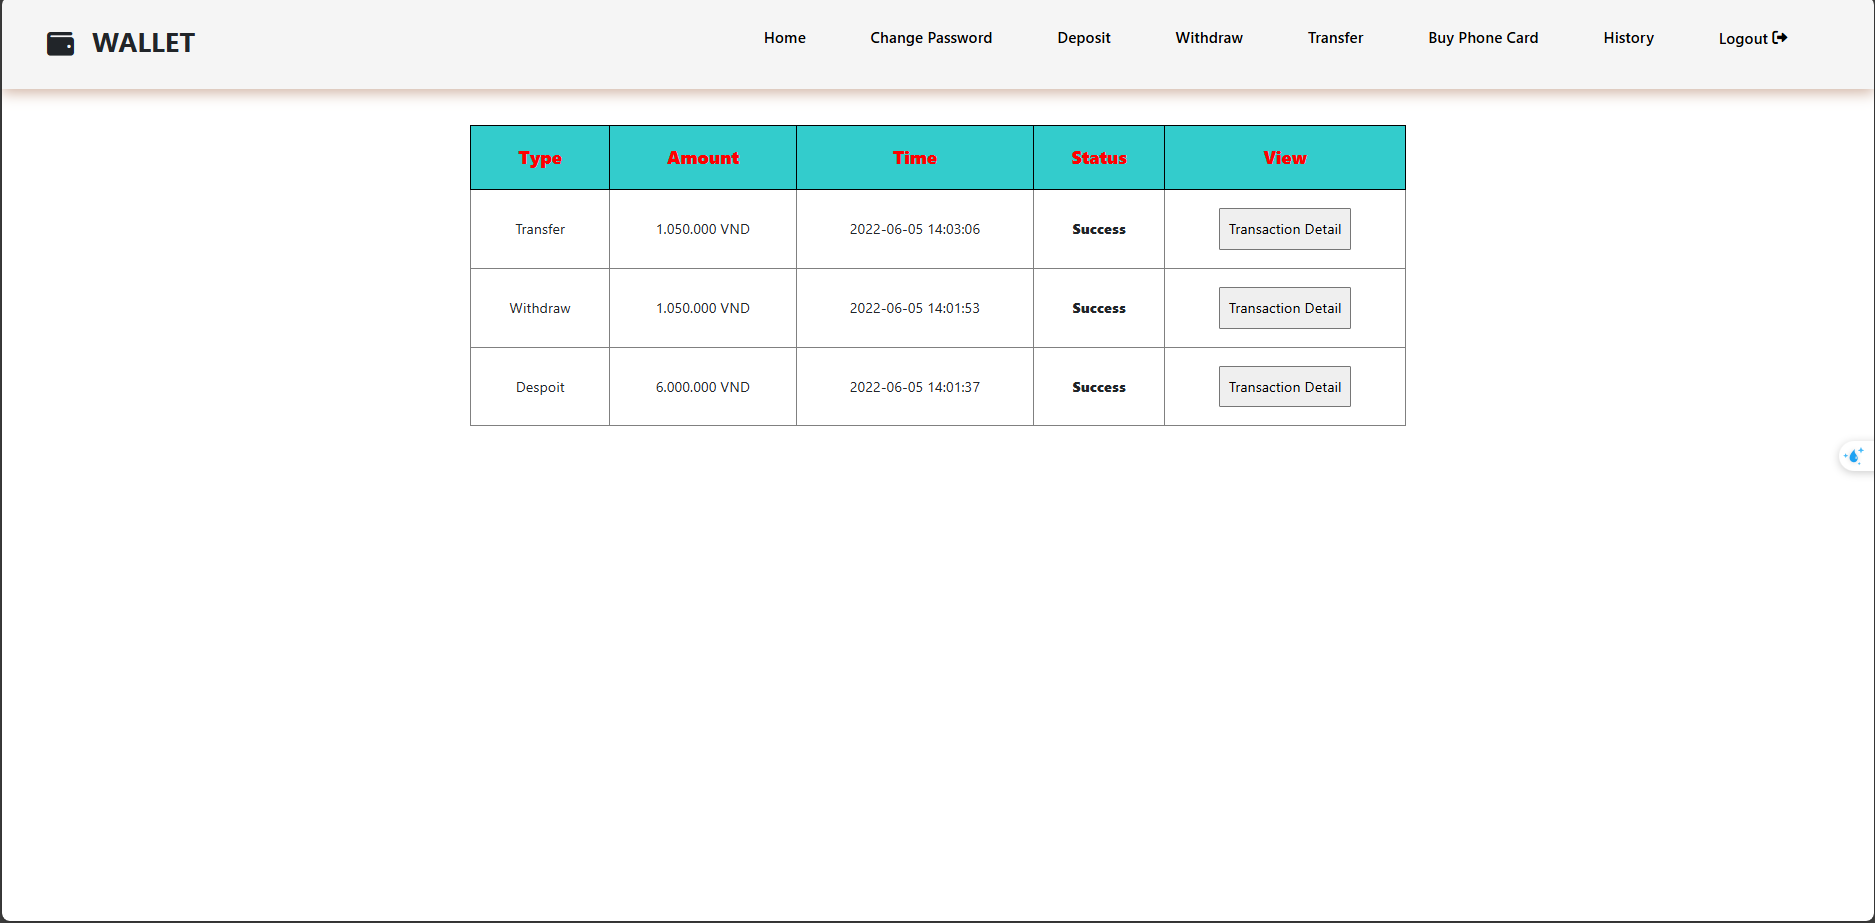 WALLET
Home Change Password Deposit Withdraw Transfer Buy Phone Card History Logout
Type Amount Time Status View
Transfer 1.050.000 VND 2022-06-05 14:03:06 Success Transaction Detail
Withdraw 1.050.000 VND 2022-06-05 14:01:53 Success Transaction Detail
Despoit 6.000.000 VND 2022-06-05 14:01:37 Success Transaction Detail